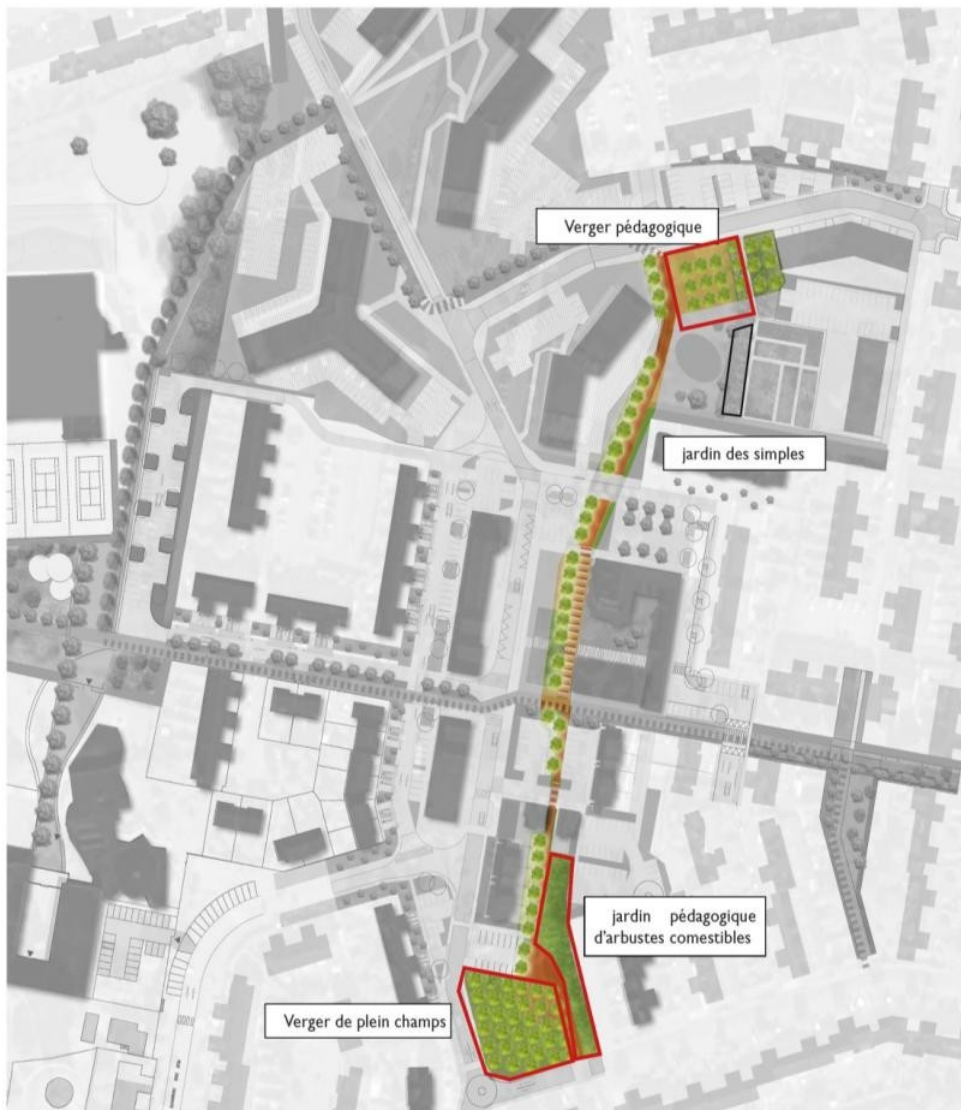 Verger pédagogique
jardin des simples
jardin pédagogique
d'arbustes comestibles
Verger de plein champs